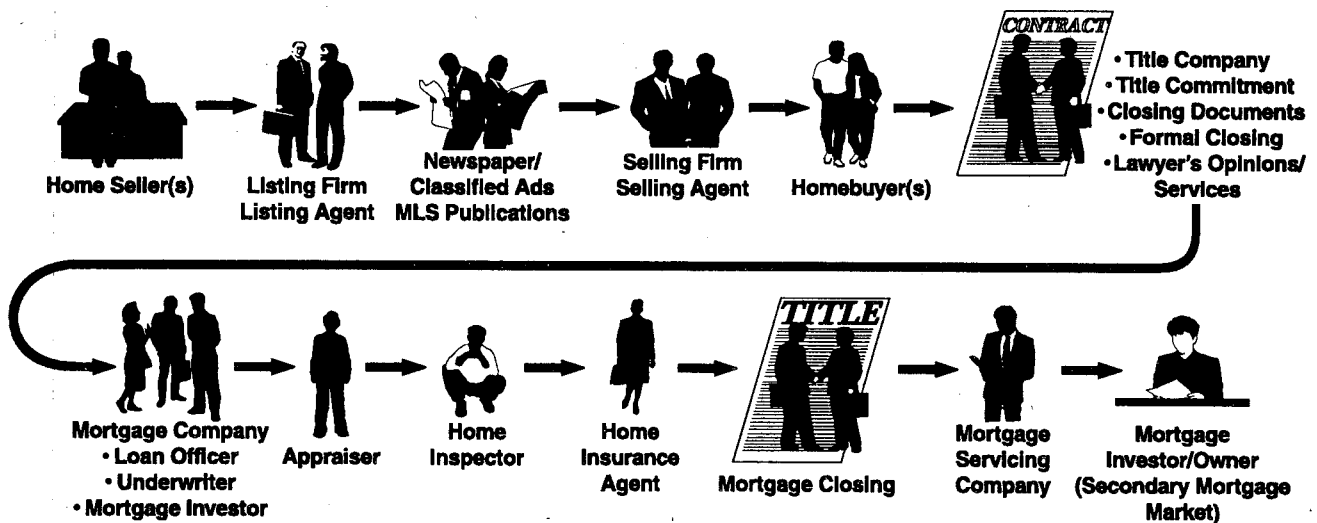 CONTRACT
• Title Company
• Title Commitment
• Closing Documents
• Formal Closing
• Lawyer's Opinions/
Services
Home Seller(s)
Listing Firm
Listing Agent
Newspaper/
Classified Ads
MLS Publications
Selling Firm
Selling Agent
Homebuyer(s)
Mortgage Company
• Loan Officer
• Underwriter
• Mortgage Investor
Appraiser
Home
Inspector
Home
Insurance
Agent
TITLE
Mortgage Closing
Mortgage
Servicing
Company
Mortgage
Investor/Owner
(Secondary Mortgage
Market)